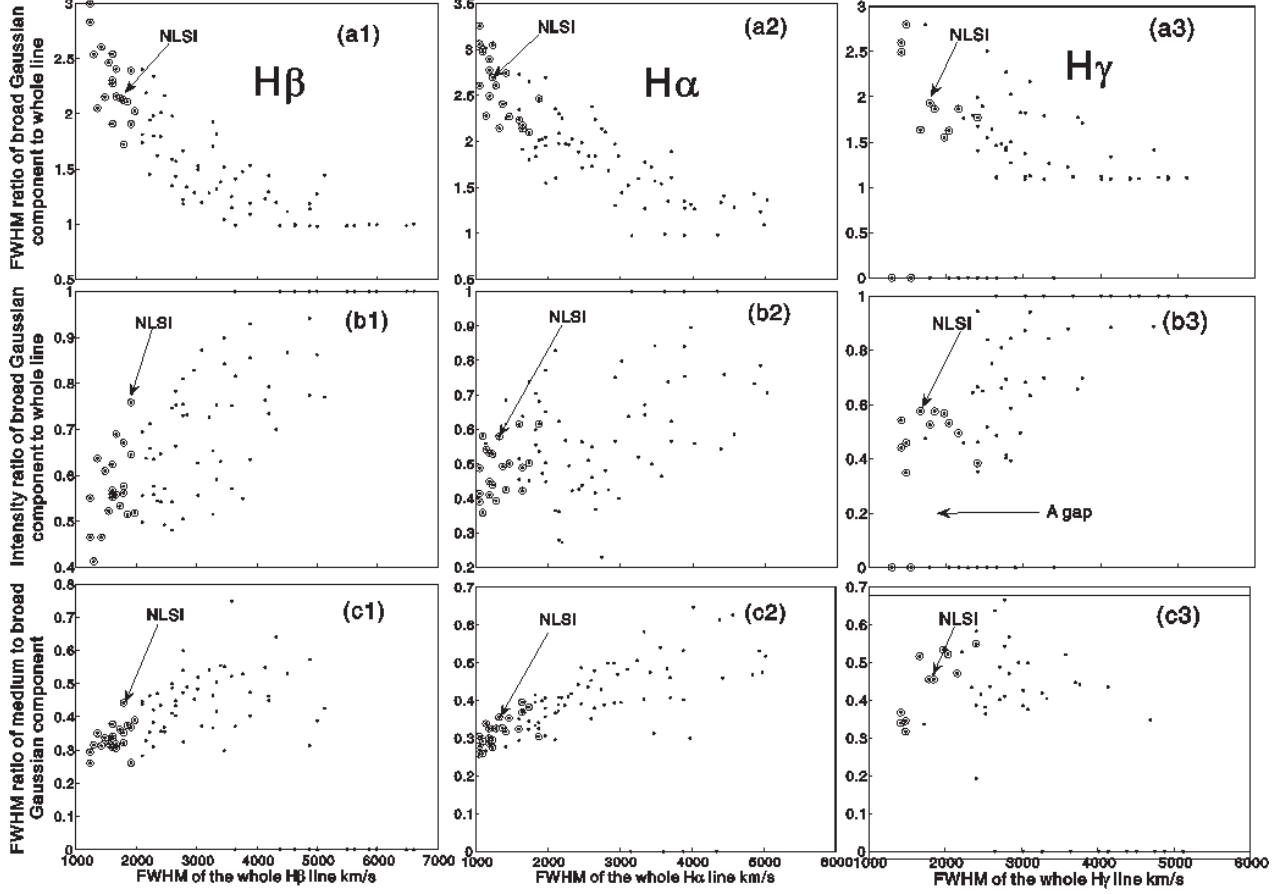 FWHM ratio of broad Gaussian
component to whole line
3
2.5
2
1.5
1
0.5
(a1)
NLSI
Hβ
3.5
3
2.5
2
1.5
1
0.5
(a2)
NLSI
Hα
3
2.5
2
1.5
1
0.5
0
(a3)
NLSI
Hγ
Intensity ratio of broad Gaussian
component to whole line
1
0.9
0.8
0.7
0.6
0.5
0.4
(b1)
NLSI
1
0.9
0.8
0.7
0.6
0.5
0.4
0.3
0.2
(b2)
NLSI
1
0.8
0.6
0.4
0.2
0
(b3)
NLSI
A gap
FWHM ratio of medium to broad
Gaussian component
0.8
0.7
0.6
0.5
0.4
0.3
0.2
0.1
0
(c1)
NLSI
0.7
0.6
0.5
0.4
0.3
0.2
0.1
0
(c2)
NLSI
0.7
0.6
0.5
0.4
0.3
0.2
0.1
0
(c3)
NLSI
1000 2000 3000 4000 5000 6000 7000
FWHM of the whole Hβ line km/s
1000 2000 3000 4000 5000
FWHM of the whole Hα line km/s
2000 3000 4000 5000 6000
FWHM of the whole Hγ line km/s